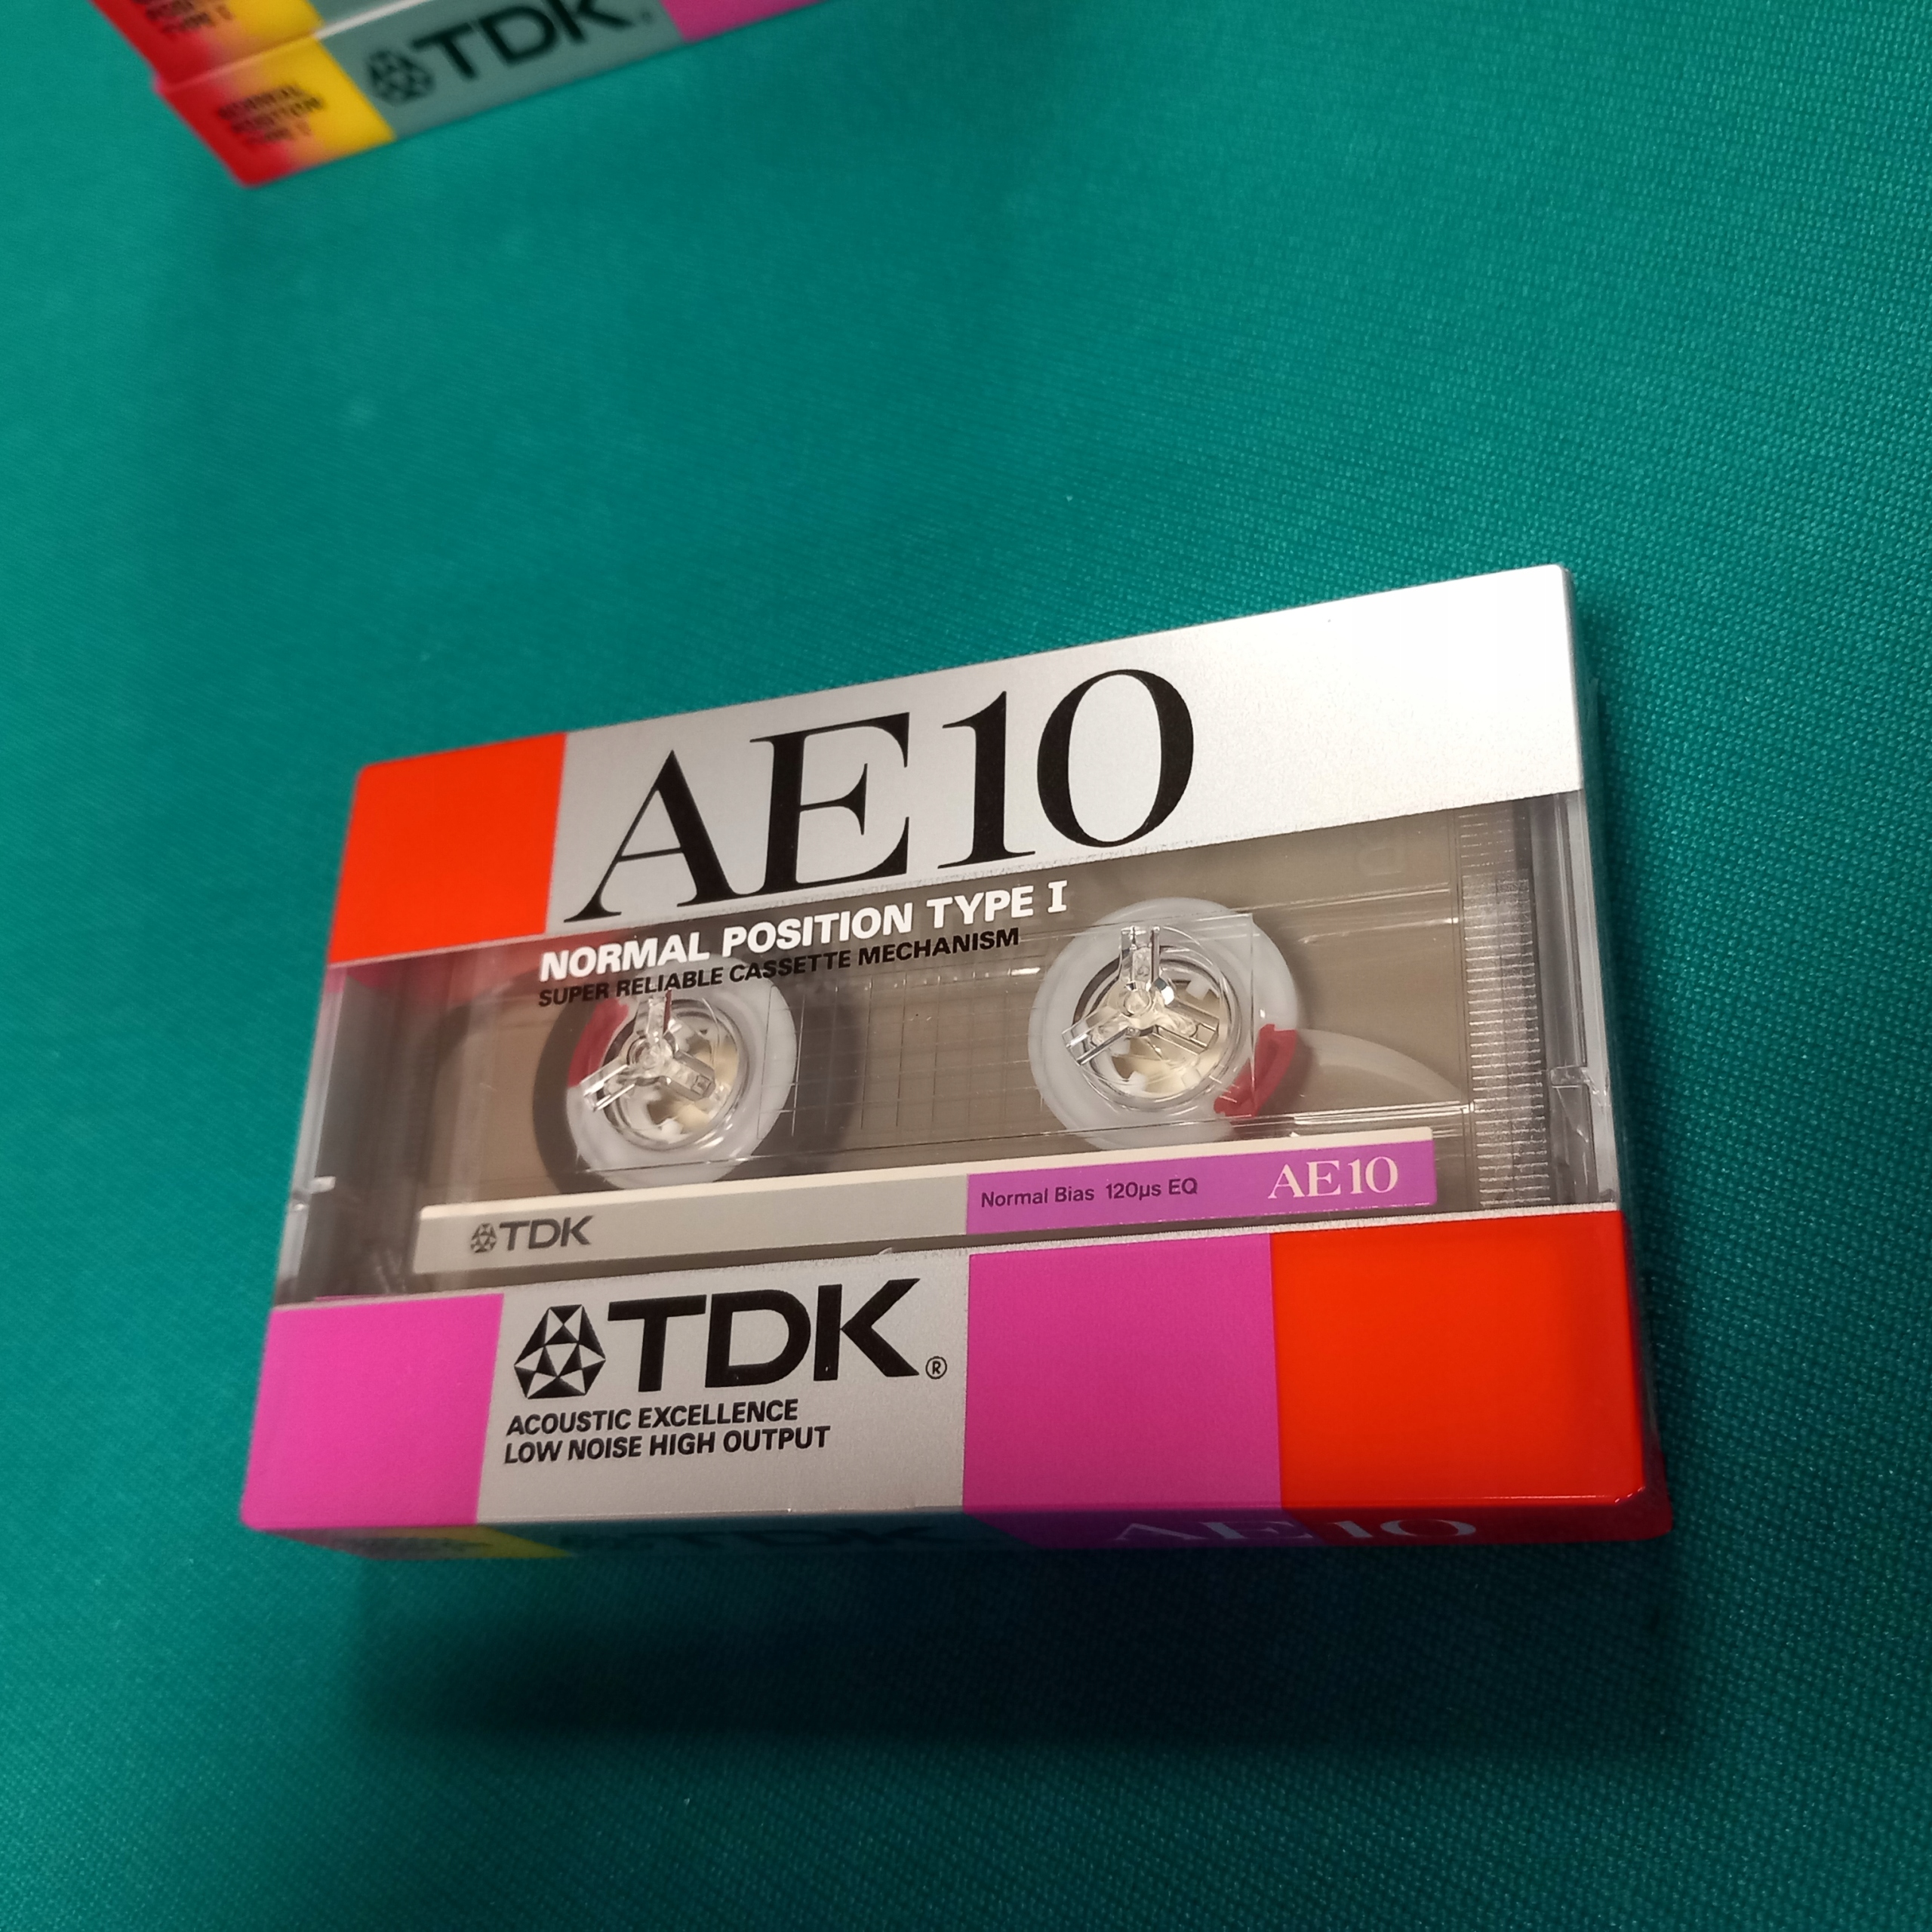 TDK
NORMAL
POSITION
TYPE I
AE10
NORMAL POSITION TYPE I
SUPER RELIABLE CASSETTE MECHANISM
TDK
Normal Bias 120µs EQ
AE10
TDK®
ACOUSTIC EXCELLENCE
LOW NOISE HIGH OUTPUT
TDK
AE10